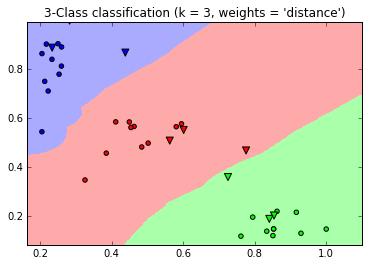 3-Class classification (k = 3, weights = 'distance')
0.8
0.6
0.4
0.2
0.2 0.4 0.6 0.8 1.0